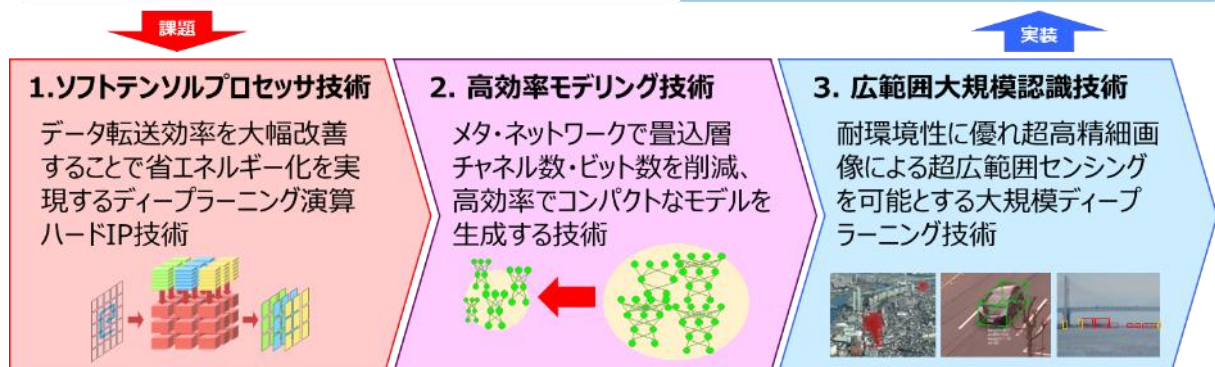 課題
実装
1.ソフトテンソルプロセッサ技術
データ転送効率を大幅改善
することで省エネルギー化を実
現するディープラーニング演算
ハードIP技術
2. 高効率モデリング技術
メタ・ネットワークで畳込層
チャネル数・ビット数を削減、
高効率でコンパクトなモデルを
生成する技術
3. 広範囲大規模認識技術
耐環境性に優れ超高精細画
像による超広範囲センシング
を可能とする大規模ディープ
ラーニング技術